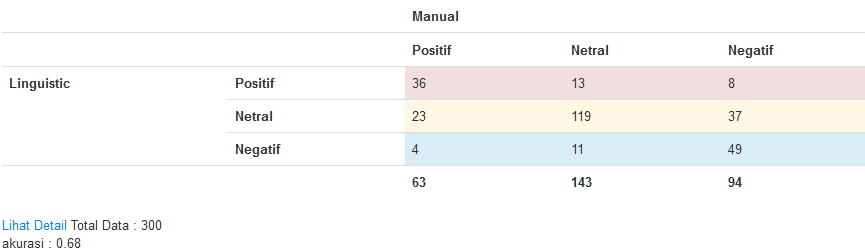 Manual
Positif Netral Negatif
Linguistic Positif 36 13 8
Netral 23 119 37
Negatif 4 11 49
63 143 94
Lihat Detail Total Data : 300
akurasi : 0.68